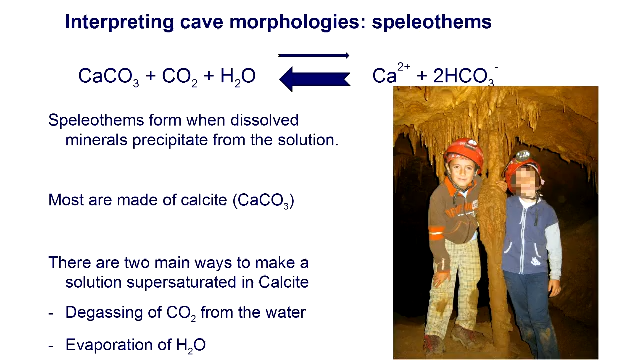 Interpreting cave morphologies: speleothems
CaCO₃ + CO₂ + H₂O Ca²⁺ + 2HCO₃⁻
Speleothems form when dissolved
minerals precipitate from the solution.
Most are made of calcite (CaCO₃)
There are two main ways to make a
solution supersaturated in Calcite
- Degassing of CO₂ from the water
- Evaporation of H₂O